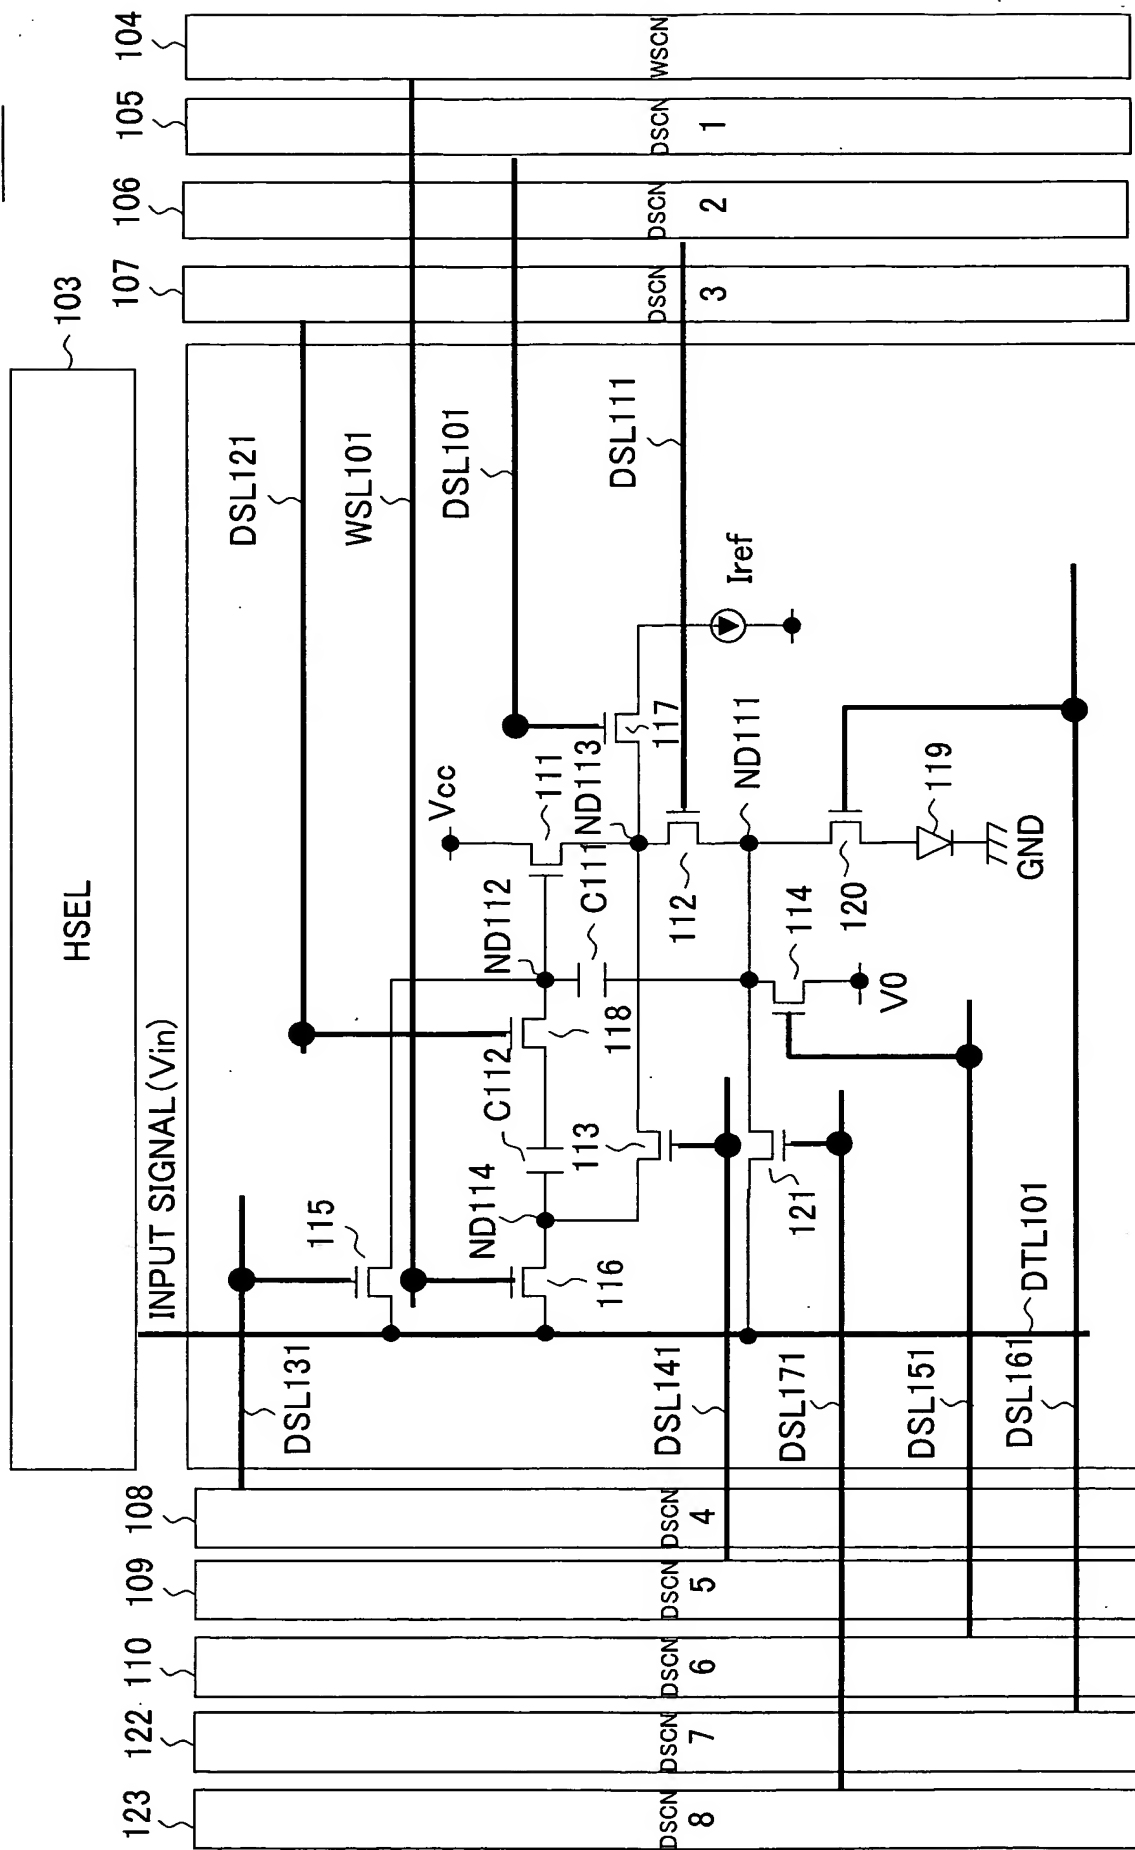 104
WSCN
105
DSCN
1
106
DSCN
2
107
DSCN
3
103
HSEL
INPUT SIGNAL(Vin)
DSL121
WSL101
DSL101
DSL111
Iref
Vcc
111
ND113
117
ND111
119
GND
120
112
C111
ND112
114
V0
118
C112
113
ND114
121
115
116
DTL101
DSL131
DSL141
DSL171
DSL151
DSL161
108
DSCN
4
109
DSCN
5
110
DSCN
6
122
DSCN
7
123
DSCN
8